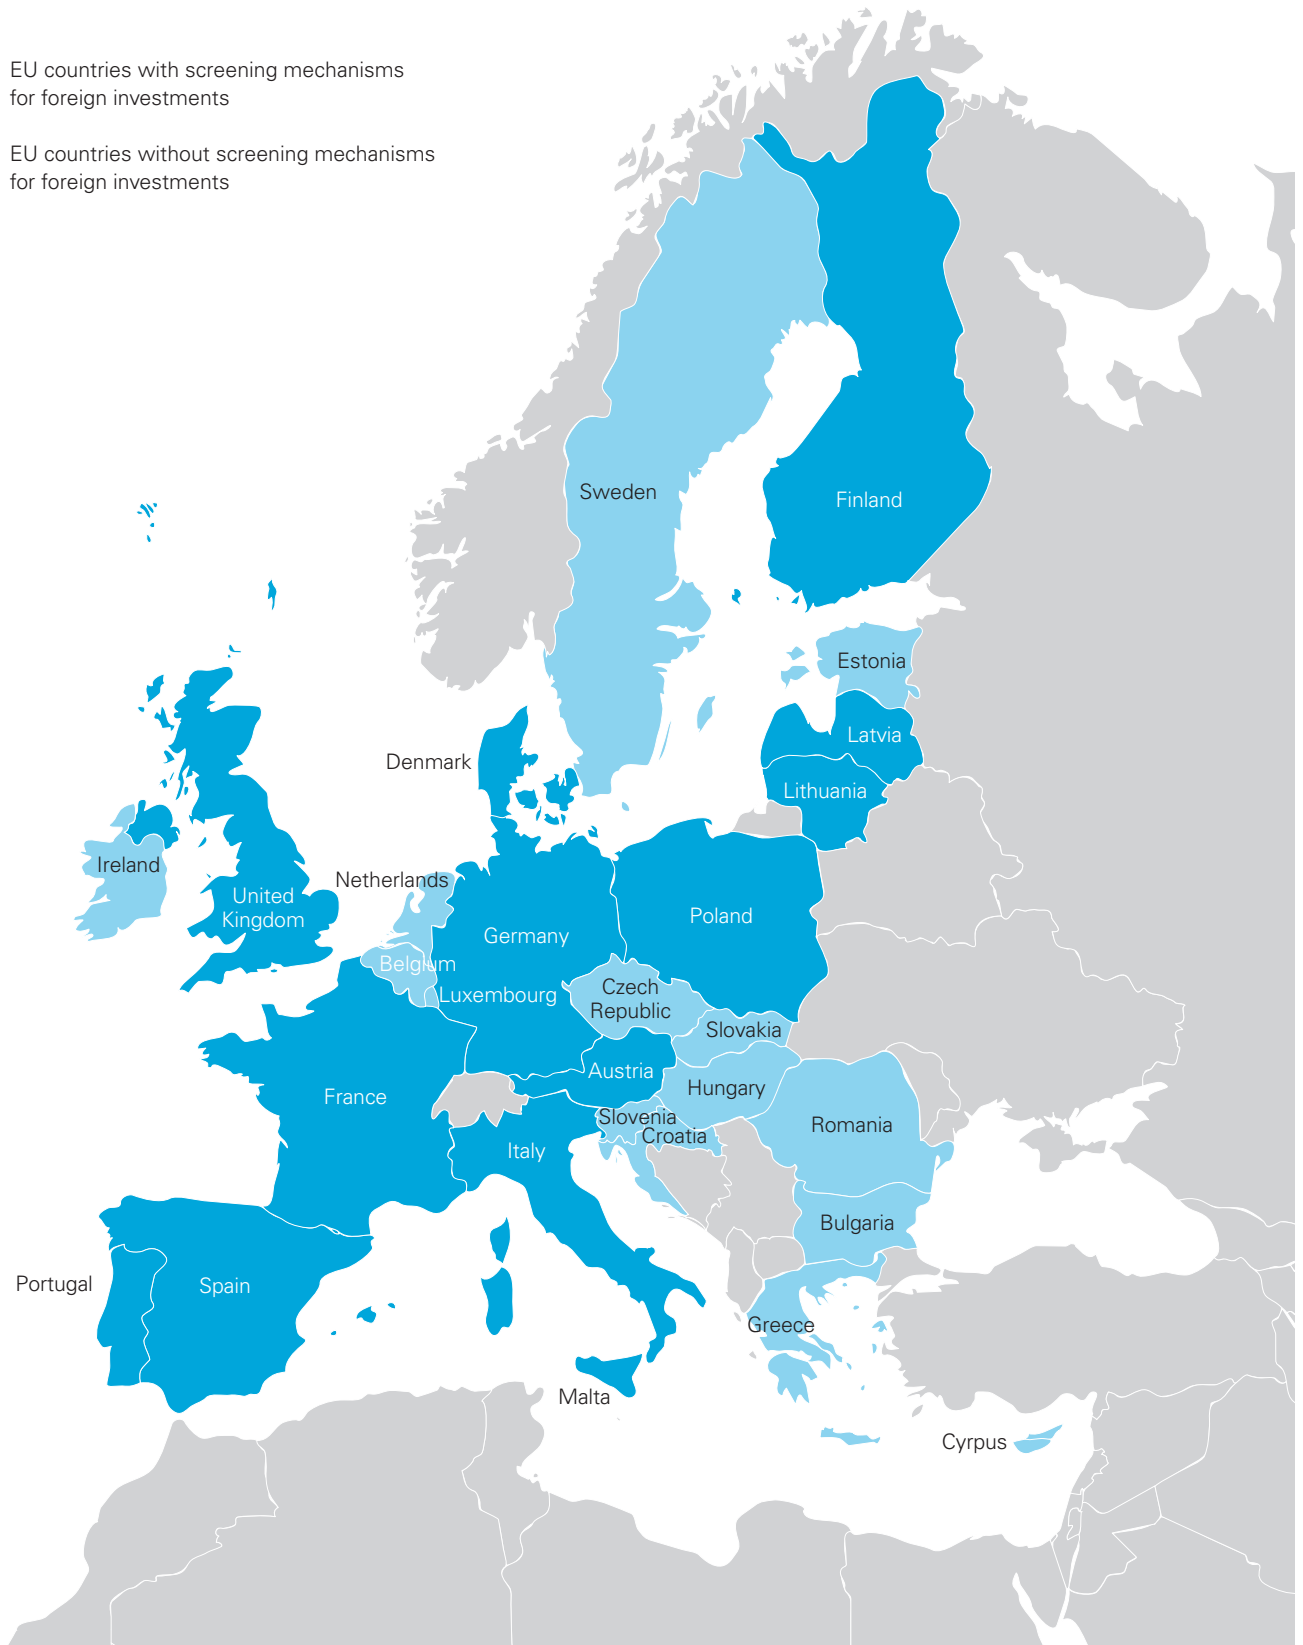 EU countries with screening mechanisms
for foreign investments
EU countries without screening mechanisms
for foreign investments
Sweden
Finland
Estonia
Latvia
Denmark
Lithuania
Ireland
Netherlands
United
Kingdom
Poland
Germany
Belgium
Luxembourg
Czech
Republic
Slovakia
Austria
Hungary
France
Slovenia
Romania
Croatia
Italy
Bulgaria
Portugal
Spain
Greece
Malta
Cyrpus